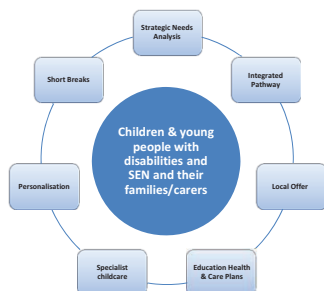 Strategic Needs
Analysis
Short Breaks
Integrated
Pathway
Children & young
people with
disabilities and
SEN and their
families/carers
Personalisation
Local Offer
Specialist
childcare
Education Health
& Care Plans